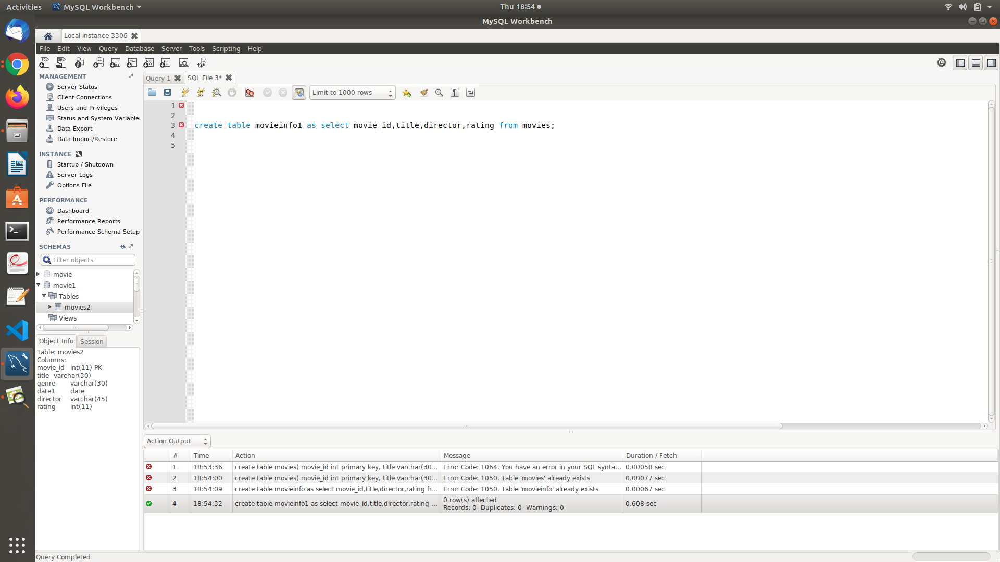 Activities MySQL Workbench Thu 18:54
MySQL Workbench
Local instance 3306
File Edit View Query Database Server Tools Scripting Help
MANAGEMENT
Server Status
Client Connections
Users and Privileges
Status and System Variables
Data Export
Data Import/Restore
INSTANCE
Startup / Shutdown
Server Logs
Options File
PERFORMANCE
Dashboard
Performance Reports
Performance Schema Setup
SCHEMAS
Filter objects
movie
movie1
Tables
movies2
Views
Object Info Session
Table: movies2
Columns:
movie_id int(11) PK
title varchar(30)
genre varchar(30)
date1 date
director varchar(45)
rating int(11)
Query 1 SQL File 3*
Limit to 1000 rows
1
2
3 create table movieinfo1 as select movie_id,title,director,rating from movies;
4
5
Action Output
# Time Action Message Duration / Fetch
1 18:53:36 create table movies( movie_id int primary key, title varchar(30... Error Code: 1064. You have an error in your SQL synta... 0.00058 sec
2 18:54:00 create table movies( movie_id int primary key, title varchar(30... Error Code: 1050. Table 'movies' already exists 0.00077 sec
3 18:54:09 create table movieinfo as select movie_id,title,director,rating fr... Error Code: 1050. Table 'movieinfo' already exists 0.00067 sec
4 18:54:32 create table movieinfo1 as select movie_id,title,director,rating ... 0 row(s) affected
Records: 0 Duplicates: 0 Warnings: 0 0.608 sec
Query Completed